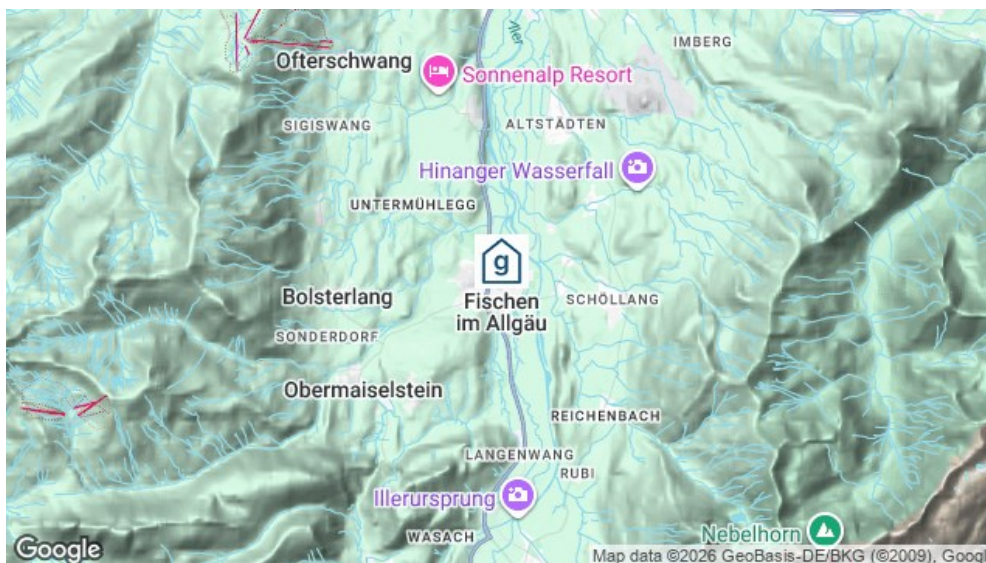 Iller
IMBERG
Ofterschwang
Sonnenalp Resort
SIGISWANG
ALTSTÄDTEN
Hinanger Wasserfall
UNTERMÜHLEGG
g
Bolsterlang
Fischen
im Allgäu
SCHÖLLANG
SONDERDORF
Obermaiselstein
REICHENBACH
LANGENWANG
RUBI
Illerursprung
WASACH
Nebelhorn
Google
Map data ©2026 GeoBasis-DE/BKG (©2009), Googl